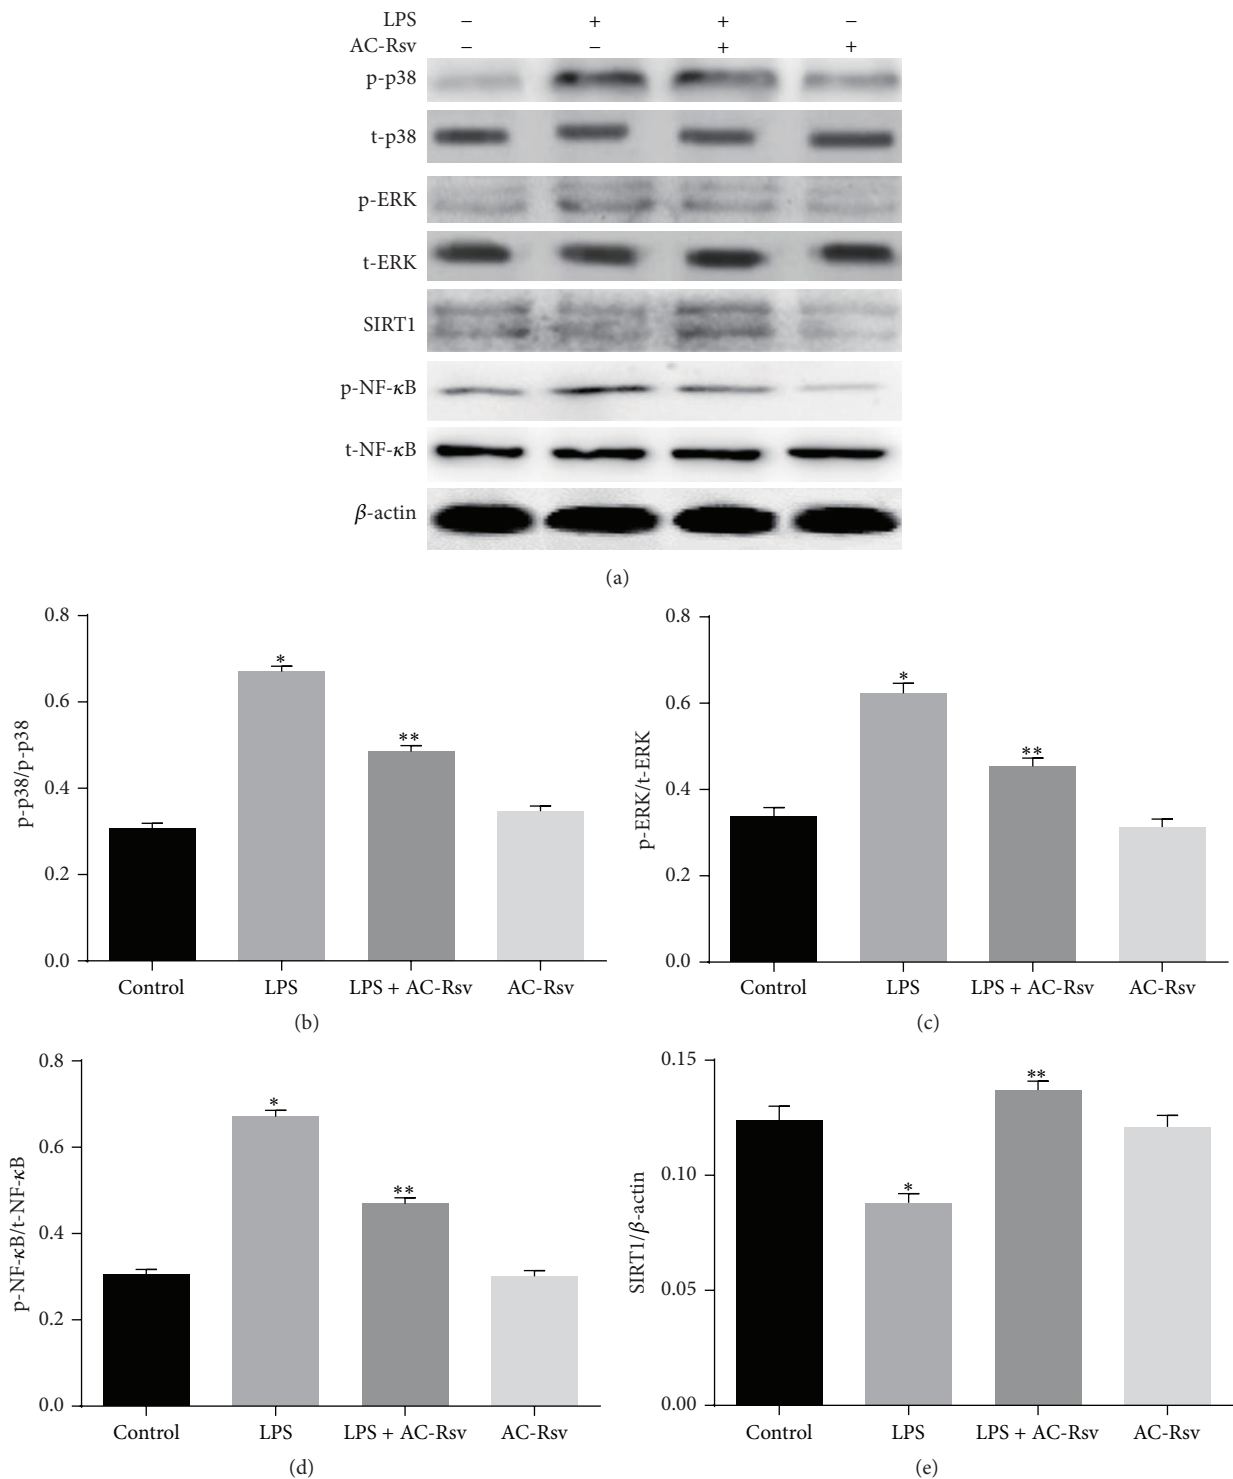 LPS − + + −
AC-Rsv − − + +
p-p38
t-p38
p-ERK
t-ERK
SIRT1
p-NF-κB
t-NF-κB
β-actin
(a)
0.8
0.6
0.4
0.2
0.0
p-p38/p-p38
*
**
Control LPS LPS + AC-Rsv AC-Rsv
(b)
0.8
0.6
0.4
0.2
0.0
p-ERK/t-ERK
*
**
Control LPS LPS + AC-Rsv AC-Rsv
(c)
0.8
0.6
0.4
0.2
0.0
p-NF-κB/t-NF-κB
*
**
Control LPS LPS + AC-Rsv AC-Rsv
(d)
0.15
0.10
0.05
0.00
SIRT1/β-actin
*
**
Control LPS LPS + AC-Rsv AC-Rsv
(e)